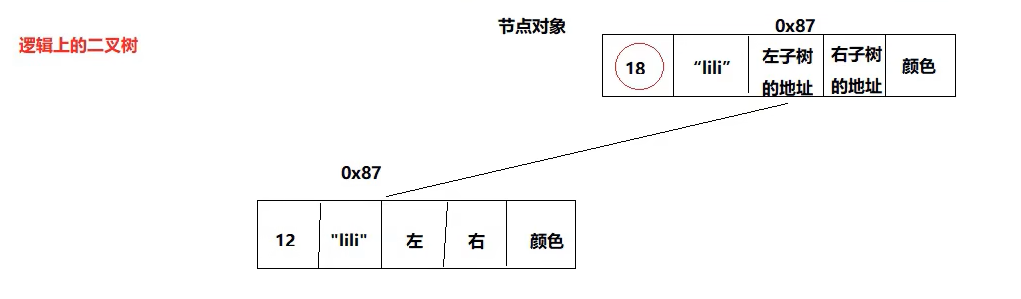 逻辑上的二叉树
节点对象
0x87
18
“lili”
左子树
的地址
右子树
的地址
颜色
0x87
12
"lili"
左
右
颜色